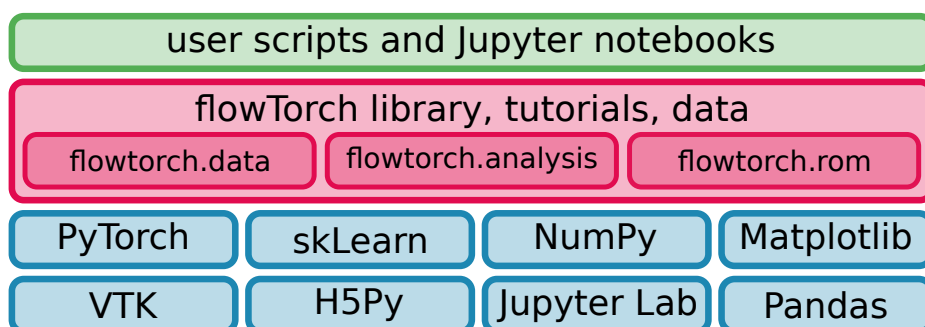 user scripts and Jupyter notebooks
flowTorch library, tutorials, data
flowtorch.data
flowtorch.analysis
flowtorch.rom
PyTorch
skLearn
NumPy
Matplotlib
VTK
H5Py
Jupyter Lab
Pandas